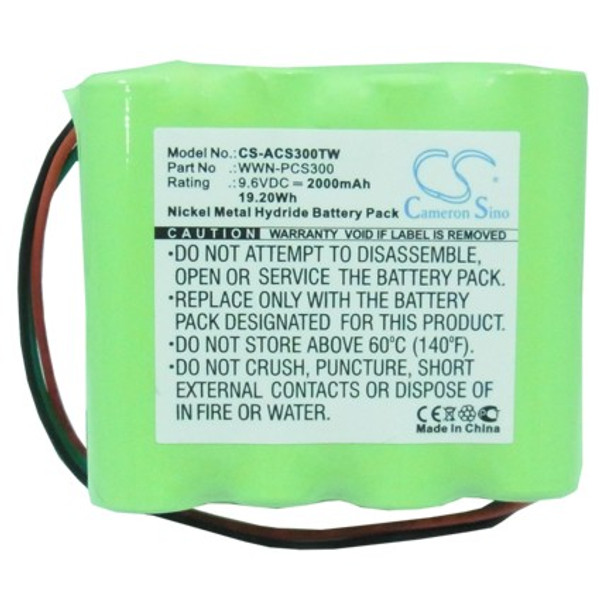 Model No.: CS-ACS300TW
Part No. : WWN-PCS300
Rating : 9.6VDC = 2000mAh
19.20Wh
Nickel Metal Hydride Battery Pack
CS
Cameron Sino
WARRANTY VOID IF LABEL IS REMOVED
•DO NOT ATTEMPT TO DISASSEMBLE,
OPEN OR SERVICE THE BATTERY PACK.
•REPLACE ONLY WITH THE BATTERY
PACK DESIGNATED FOR THIS PRODUCT.
•DO NOT STORE ABOVE 60°C (140°F).
•DO NOT CRUSH, PUNCTURE, SHORT
EXTERNAL CONTACTS OR DISPOSE OF
IN FIRE OR WATER.
CE
Made In China